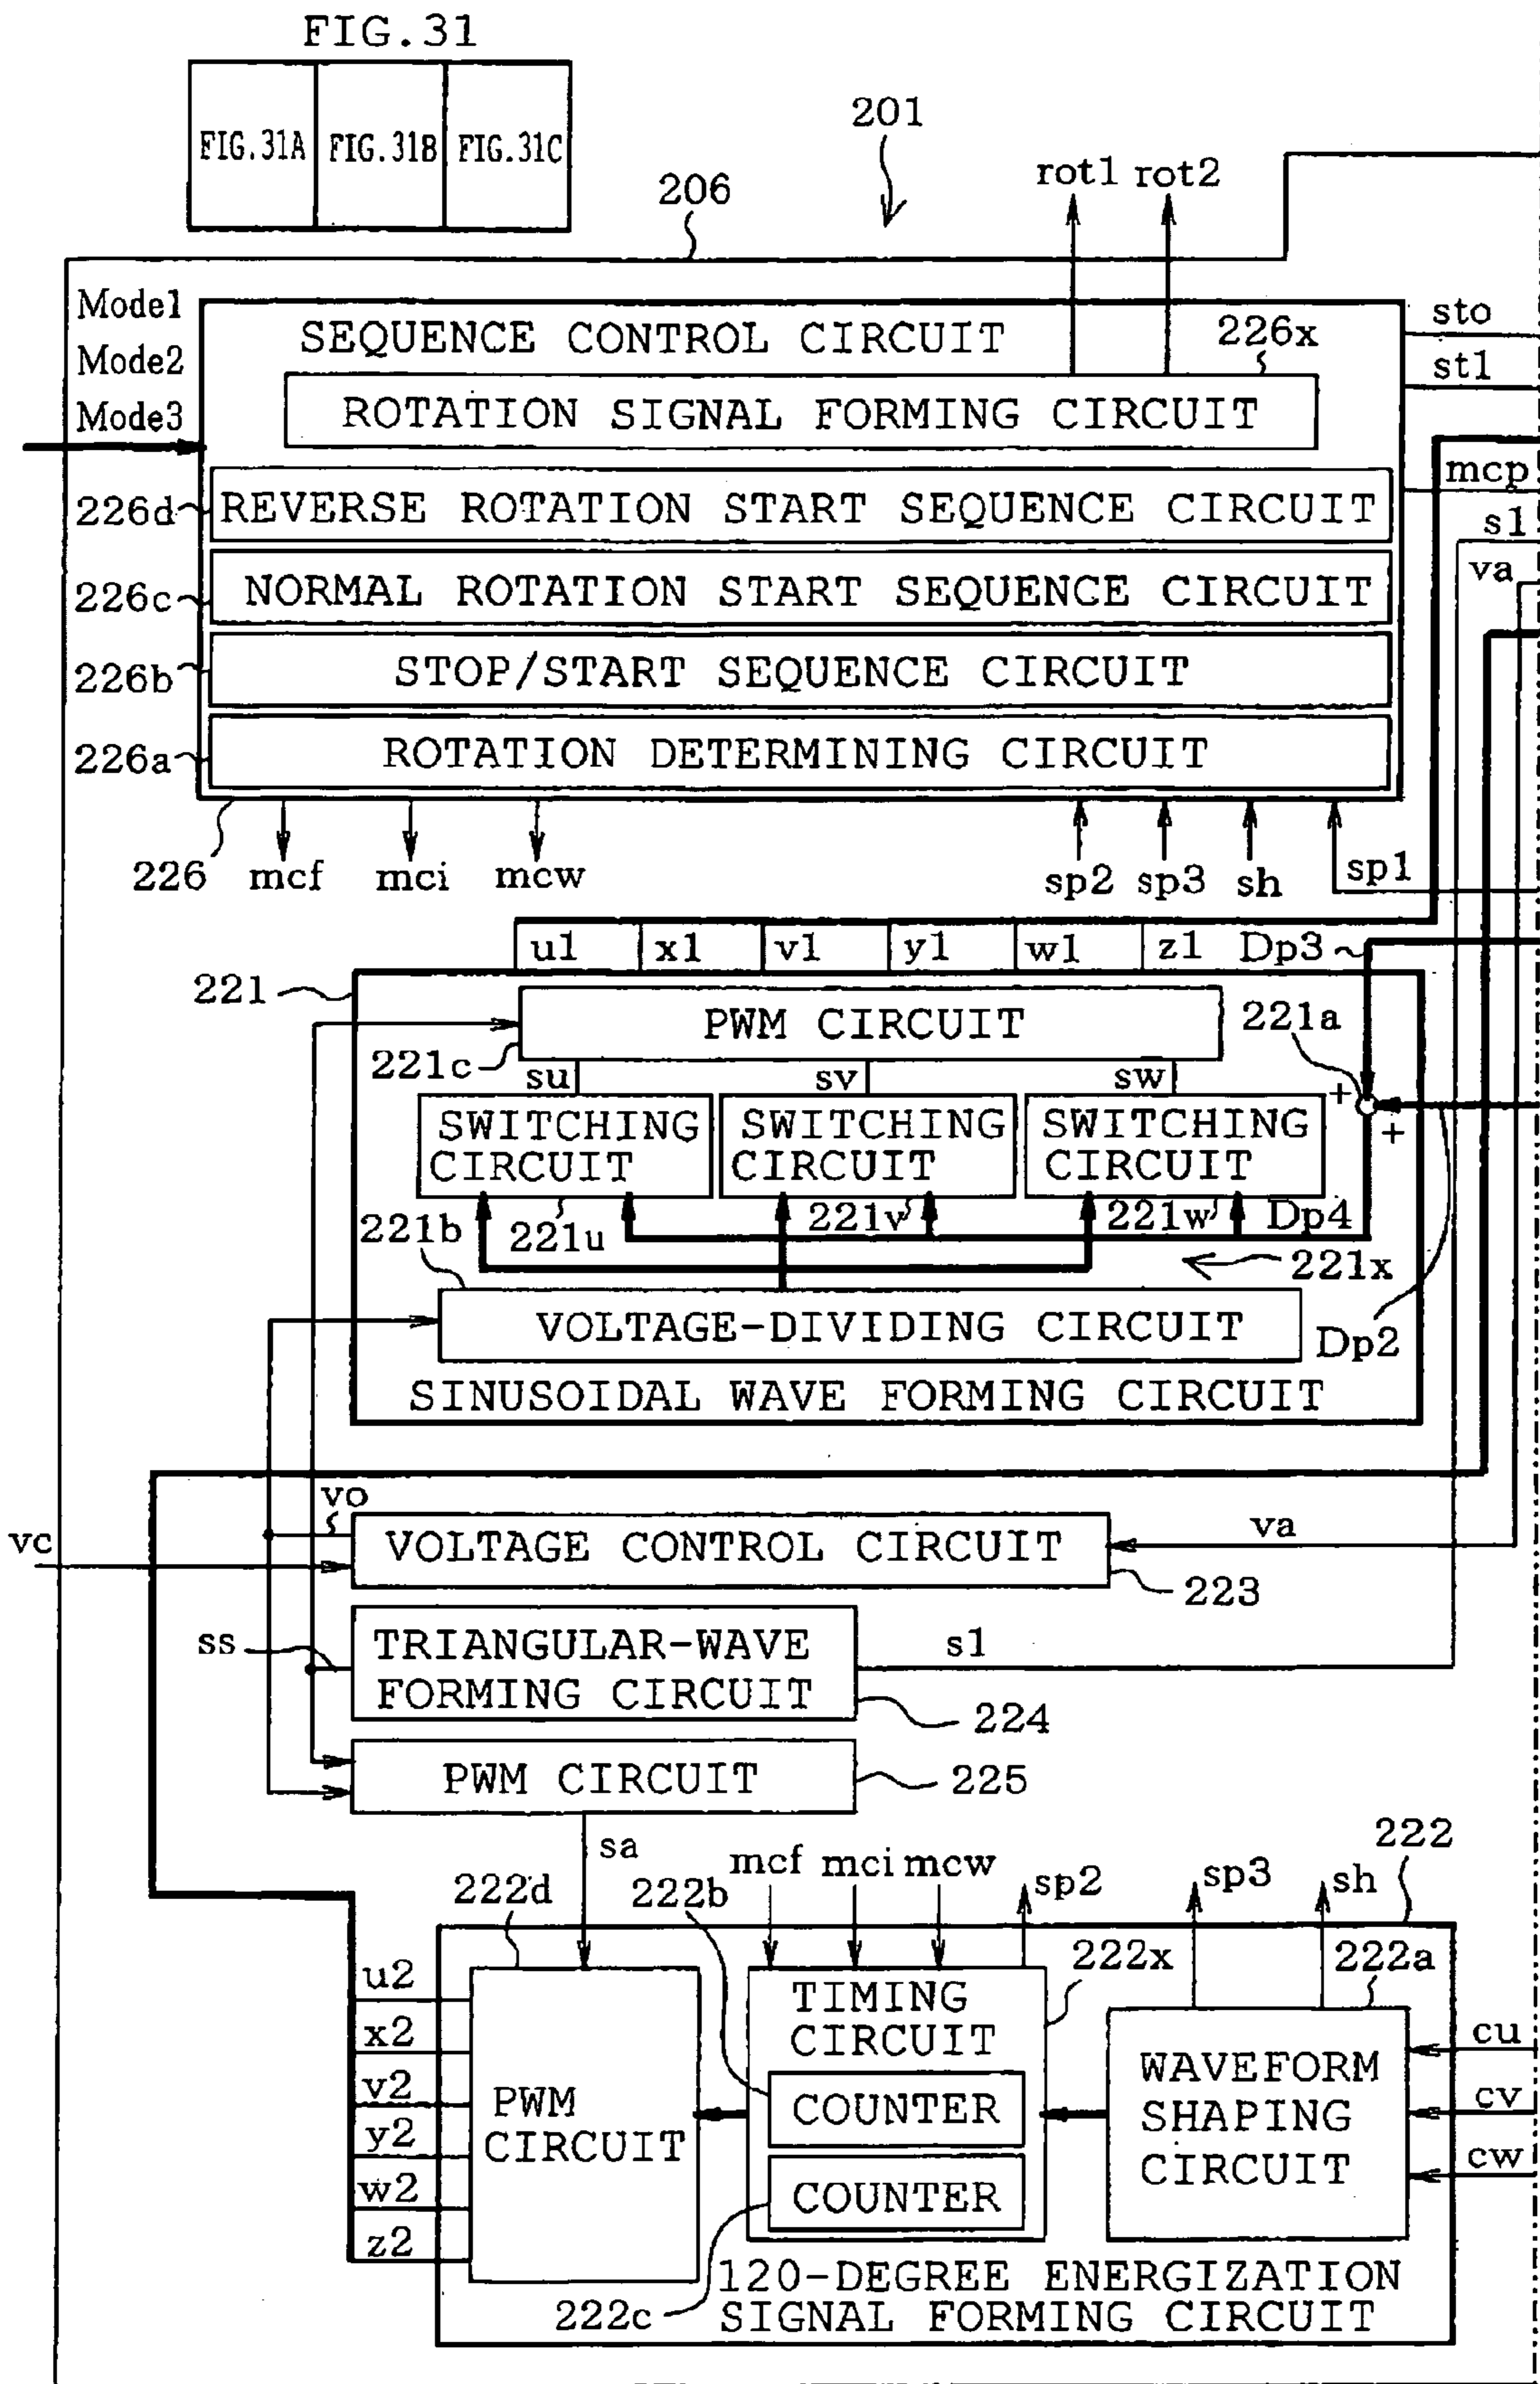 FIG.31
FIG.31A FIG.31B FIG.31C
201
206
rot1 rot2
Mode1
Mode2
Mode3
SEQUENCE CONTROL CIRCUIT
226x
ROTATION SIGNAL FORMING CIRCUIT
sto
st1
mcp
s1
va
226d
REVERSE ROTATION START SEQUENCE CIRCUIT
226c
NORMAL ROTATION START SEQUENCE CIRCUIT
226b
STOP/START SEQUENCE CIRCUIT
226a
ROTATION DETERMINING CIRCUIT
226 mcf mci mcw
sp2 sp3 sh sp1
u1 x1 v1 y1 w1 z1 Dp3
221
PWM CIRCUIT
221a
221c
su sv sw
+
+
SWITCHING
CIRCUIT
SWITCHING
CIRCUIT
SWITCHING
CIRCUIT
221b 221u 221v 221w Dp4
221x
VOLTAGE-DIVIDING CIRCUIT
Dp2
SINUSOIDAL WAVE FORMING CIRCUIT
vo
vc
VOLTAGE CONTROL CIRCUIT
va
223
ss
TRIANGULAR-WAVE
FORMING CIRCUIT
s1
224
PWM CIRCUIT
225
sa
222
222d 222b
mcf mci mcw
sp2 sp3 sh
222x 222a
u2
x2
v2
y2
w2
z2
PWM
CIRCUIT
TIMING
CIRCUIT
COUNTER
COUNTER
WAVEFORM
SHAPING
CIRCUIT
cu
cv
cw
222c
120-DEGREE ENERGIZATION
SIGNAL FORMING CIRCUIT